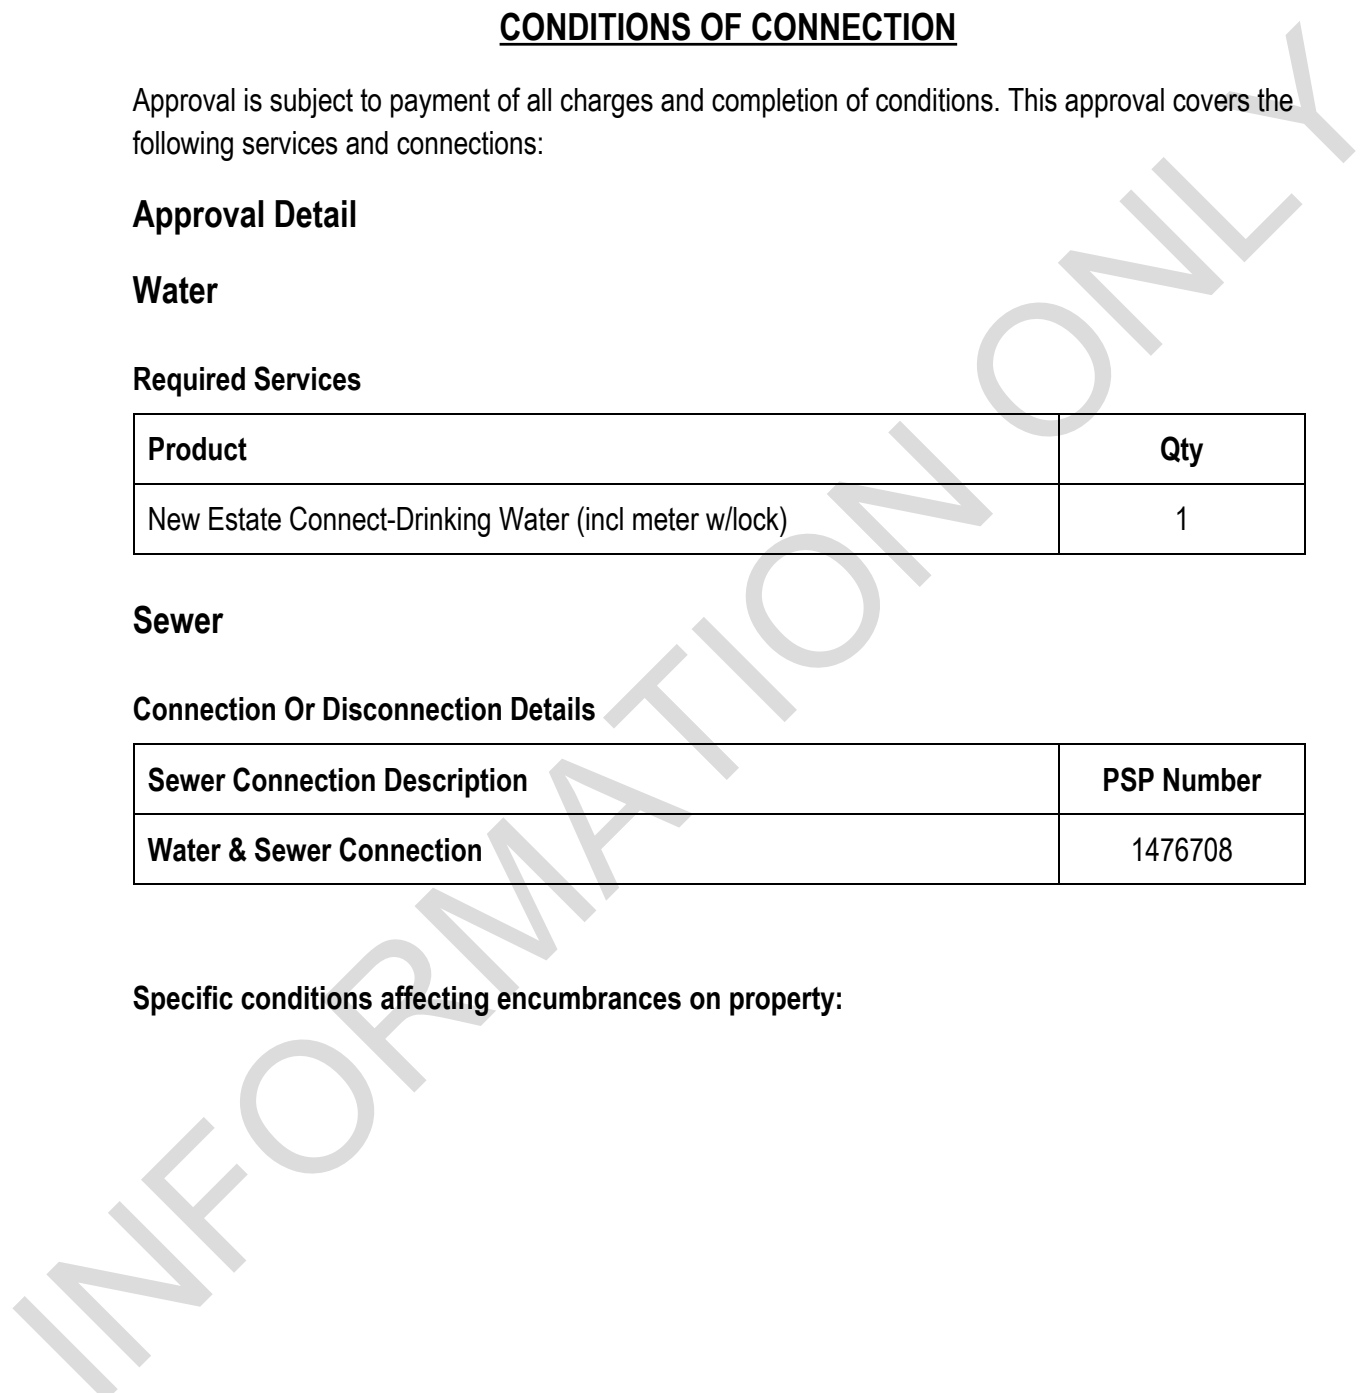 CONDITIONS OF CONNECTION
Approval is subject to payment of all charges and completion of conditions. This approval covers the
following services and connections:
Approval Detail
Water
Required Services
Product Qty
New Estate Connect-Drinking Water (incl meter w/lock) 1
Sewer
Connection Or Disconnection Details
Sewer Connection Description PSP Number
Water & Sewer Connection 1476708
Specific conditions affecting encumbrances on property:
INFORMATION ONLY